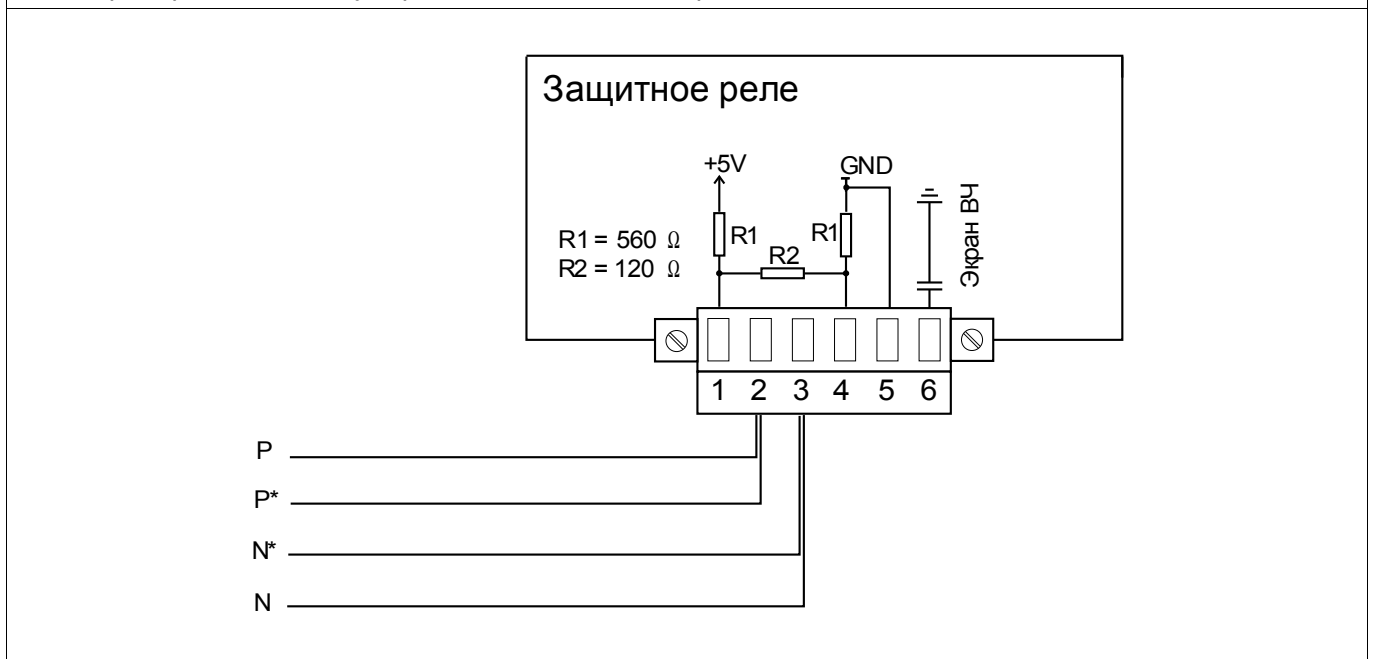 Защитное реле
+5V
GND
Экран ВЧ
R1 = 560 Ω
R1
R1
R2 = 120 Ω
R2
1 2 3 4 5 6
P
P*
N*
N